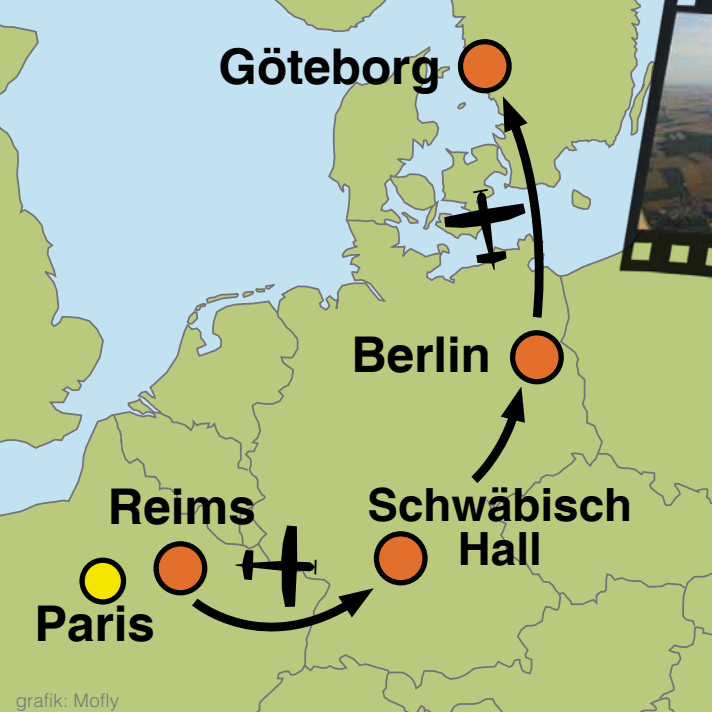 Göteborg
Berlin
Reims
Schwäbisch
Hall
Paris
grafik: Mofly